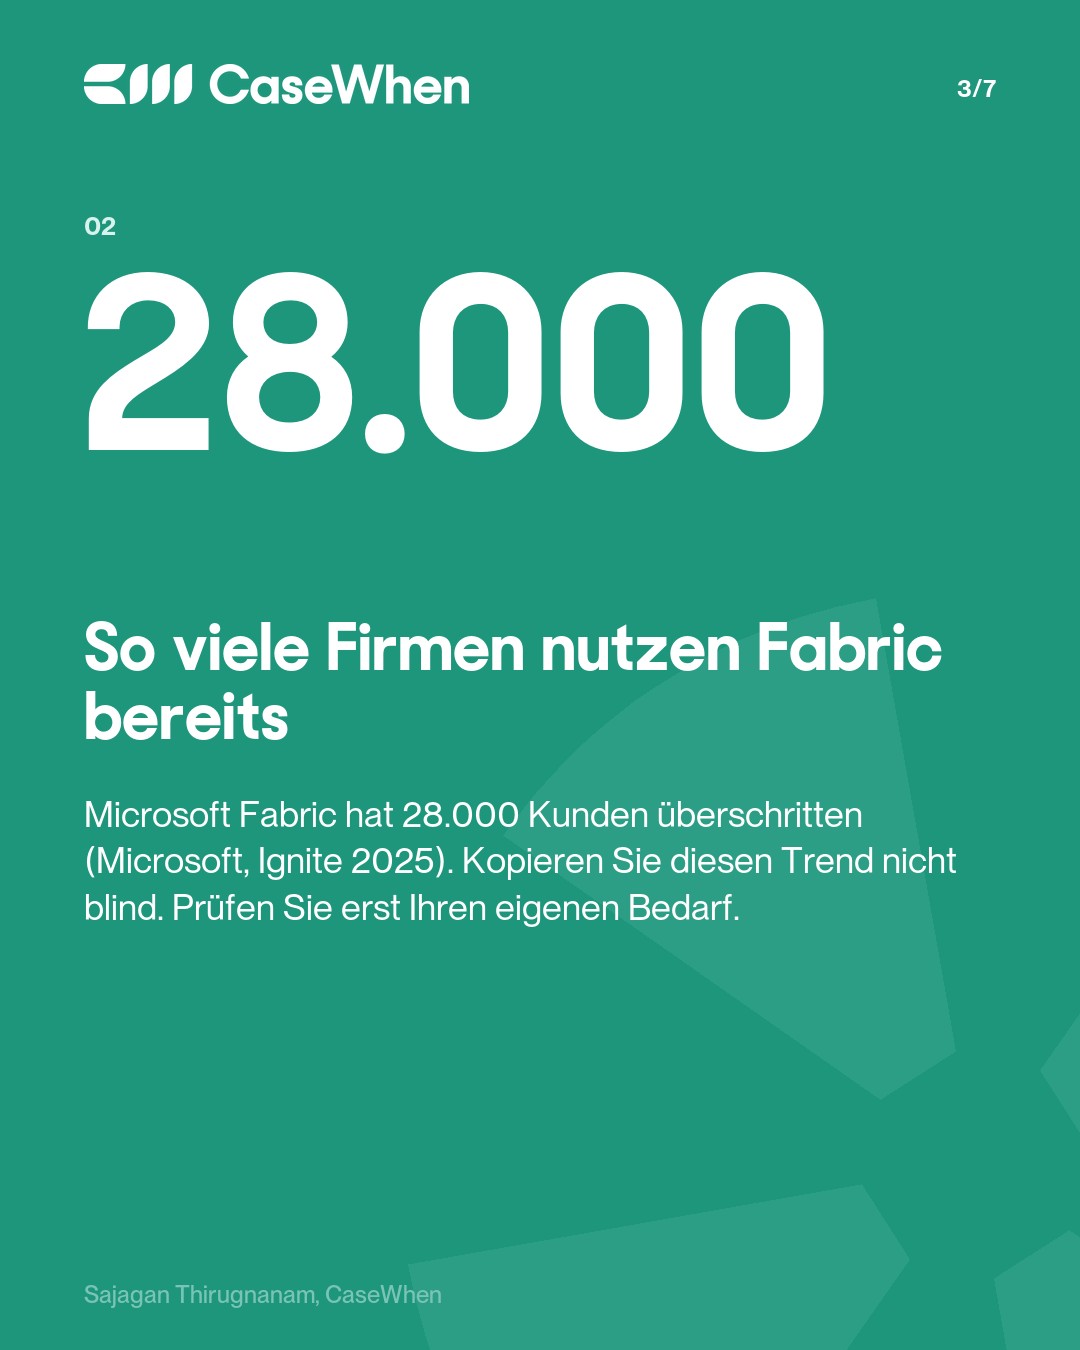 CaseWhen
3/7
02
28.000
So viele Firmen nutzen Fabric
bereits
Microsoft Fabric hat 28.000 Kunden überschritten
(Microsoft, Ignite 2025). Kopieren Sie diesen Trend nicht
blind. Prüfen Sie erst Ihren eigenen Bedarf.
Sajagan Thirugnanam, CaseWhen